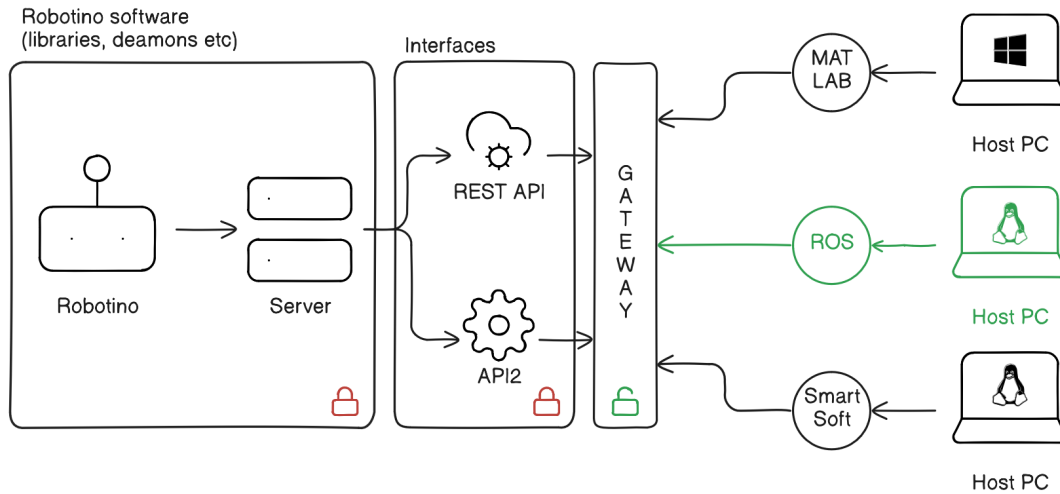 Robotino software
(libraries, deamons etc)
Interfaces
Robotino
Server
REST API
API2
GATEWAY
MAT
LAB
ROS
Smart
Soft
Host PC
Host PC
Host PC